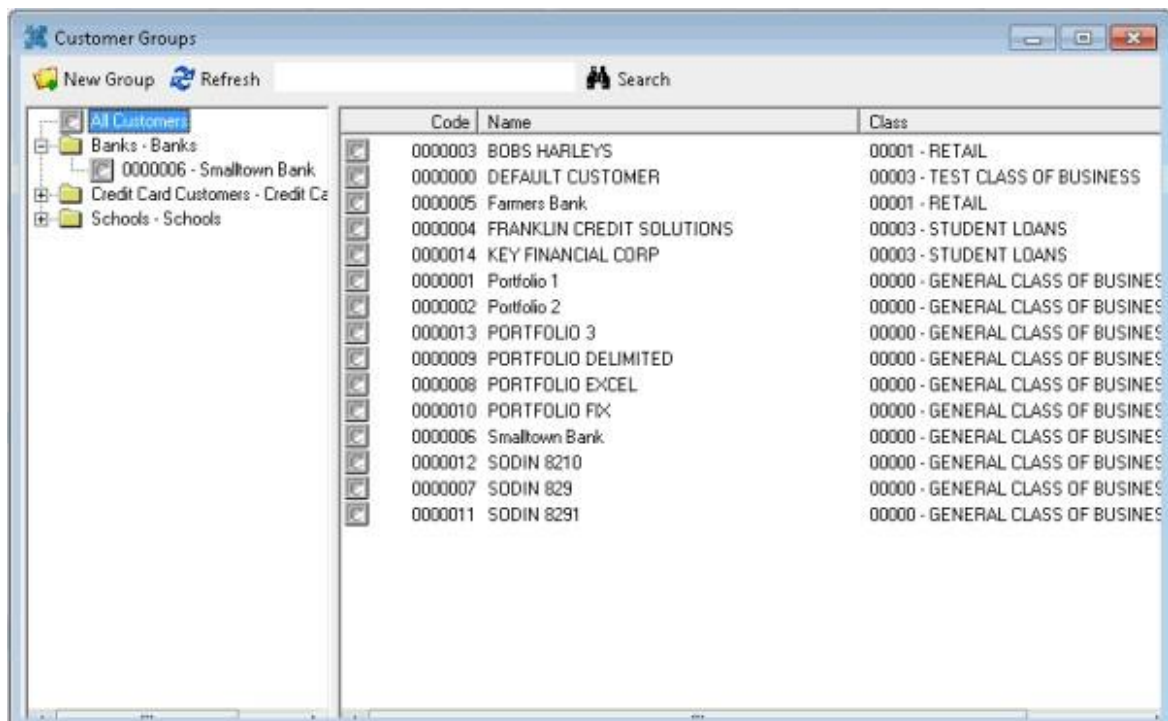 Customer Groups
New Group Refresh Search
All Customers
Banks - Banks
0000006 - Smalltown Bank
Credit Card Customers - Credit Ca
Schools - Schools
Code Name Class
0000003 BOBS HARLEYS 00001 - RETAIL
0000000 DEFAULT CUSTOMER 00003 - TEST CLASS OF BUSINESS
0000005 Farmers Bank 00001 - RETAIL
0000004 FRANKLIN CREDIT SOLUTIONS 00003 - STUDENT LOANS
0000014 KEY FINANCIAL CORP 00003 - STUDENT LOANS
0000001 Portfolio 1 00000 - GENERAL CLASS OF BUSINES
0000002 Portfolio 2 00000 - GENERAL CLASS OF BUSINES
0000013 PORTFOLIO 3 00000 - GENERAL CLASS OF BUSINES
0000009 PORTFOLIO DELIMITED 00000 - GENERAL CLASS OF BUSINES
0000008 PORTFOLIO EXCEL 00000 - GENERAL CLASS OF BUSINES
0000010 PORTFOLIO FIX 00000 - GENERAL CLASS OF BUSINES
0000006 Smalltown Bank 00000 - GENERAL CLASS OF BUSINES
0000012 SODIN 8210 00000 - GENERAL CLASS OF BUSINES
0000007 SODIN 829 00000 - GENERAL CLASS OF BUSINES
0000011 SODIN 8291 00000 - GENERAL CLASS OF BUSINES